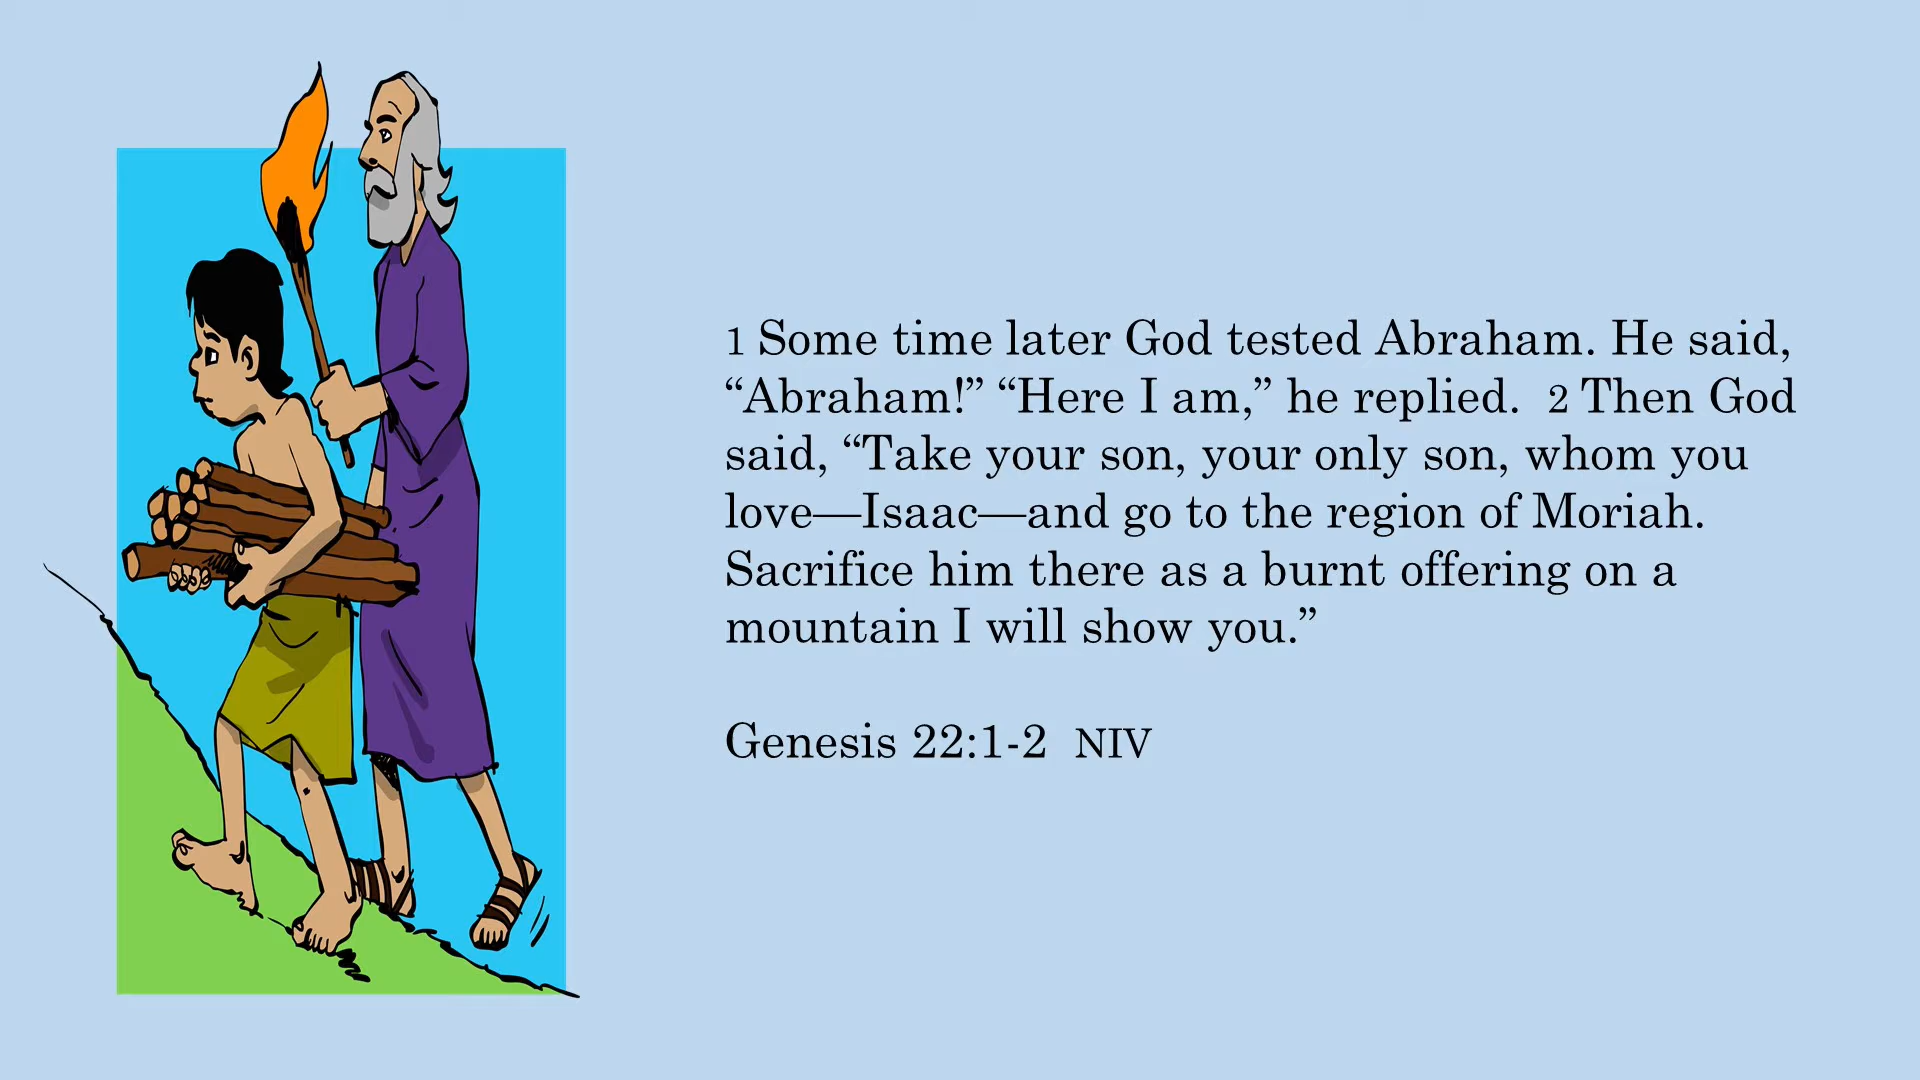 1 Some time later God tested Abraham. He said,
“Abraham!” “Here I am,” he replied.  2 Then God
said, “Take your son, your only son, whom you
love—Isaac—and go to the region of Moriah.
Sacrifice him there as a burnt offering on a
mountain I will show you.”
Genesis 22:1-2  NIV